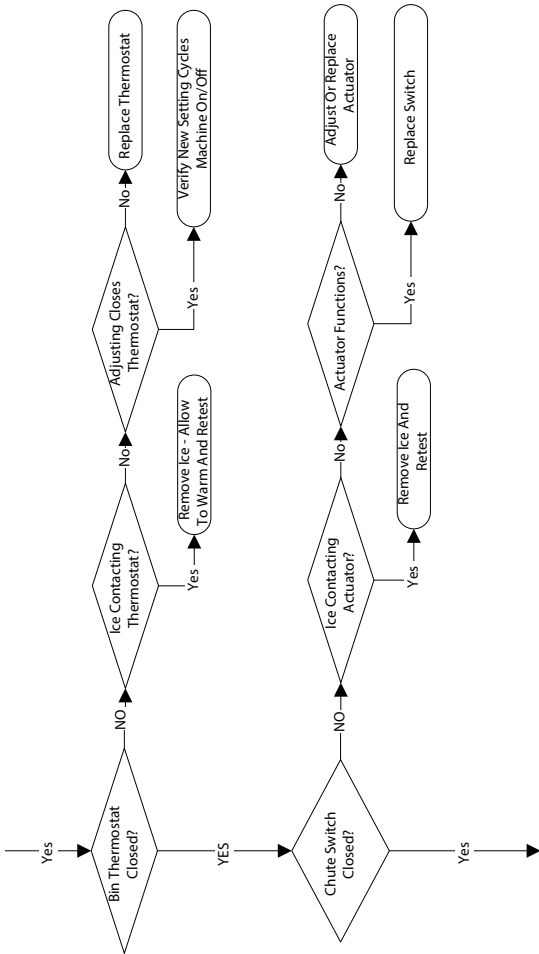 Yes
Bin Thermostat
Closed?
NO
Ice Contacting
Thermostat?
No
Adjusting Closes
Thermostat?
No
Replace Thermostat
Yes
Remove Ice - Allow
To Warm And Retest
Yes
Verify New Setting Cycles
Machine On/Off
YES
Chute Switch
Closed?
NO
Ice Contacting
Actuator?
No
Actuator Functions?
No
Adjust Or Replace
Actuator
Yes
Remove Ice And
Retest
Yes
Replace Switch
Yes